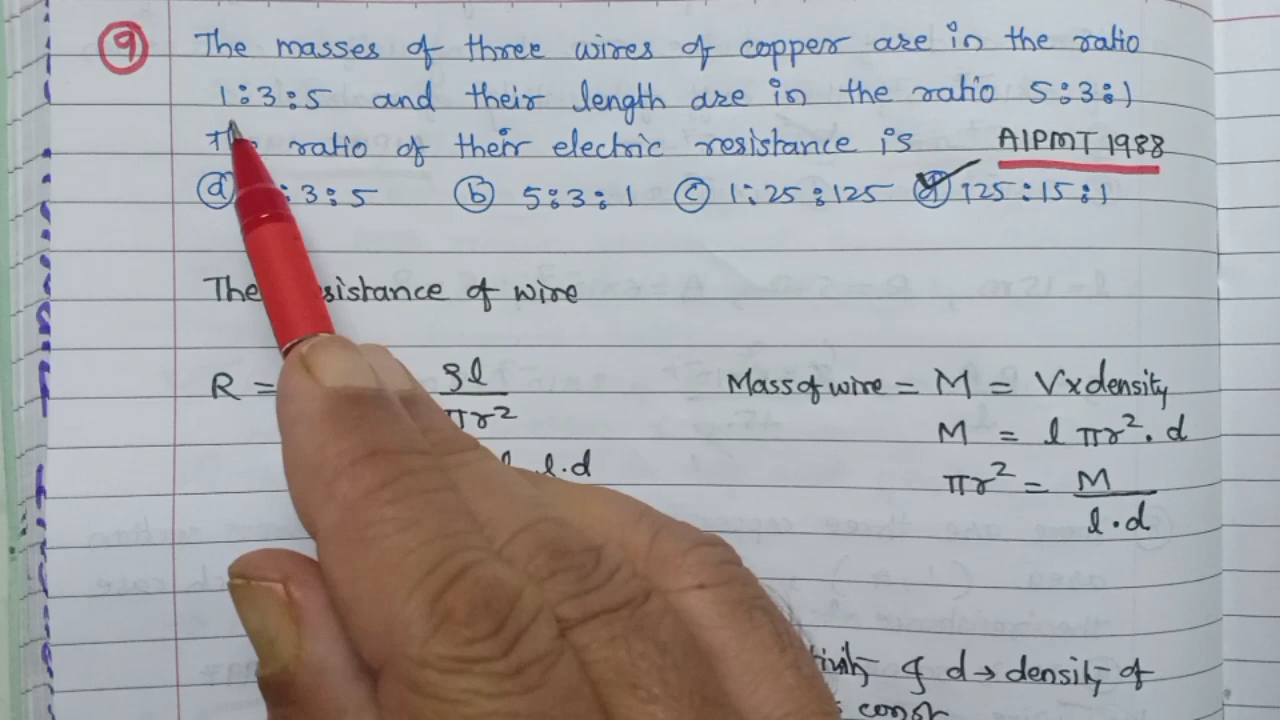 9 The masses of three wires of copper are in the ratio
1:3:5 and their length are in the ratio 5:3:1
ratio of their electric resistance is AIPMT 1988
(a) :3:5 (b) 5:3:1 (c) 1:25:125 (d) 125:15:1
The resistance of wire
R = ρl / πr² Mass of wire = M = V x density
M = l πr². d
l.d πr² = M / l.d
d → density of
const